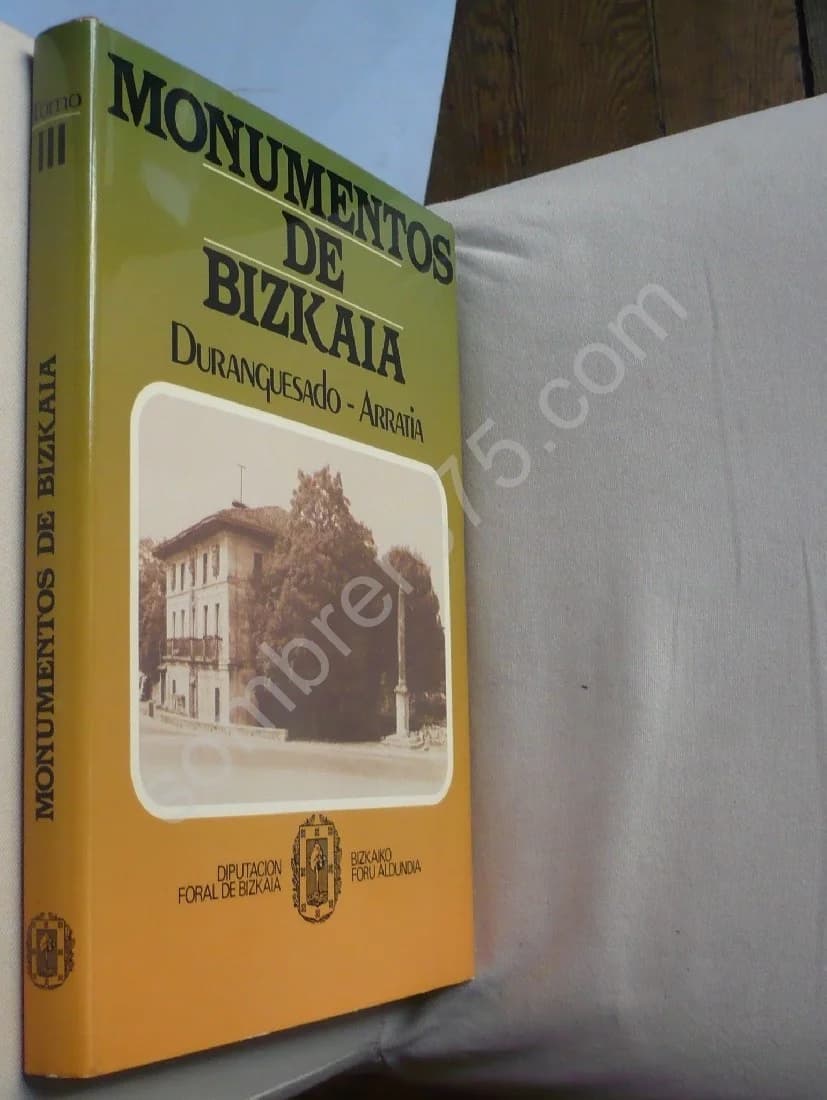 Tomo
III
MONUMENTOS DE BIZKAIA
MONUMENTOS
DE
BIZKAIA
DURANGUESADO - ARRATIA
DIPUTACION
FORAL DE BIZKAIA
BIZKAIKO
FORU ALDUNDIA